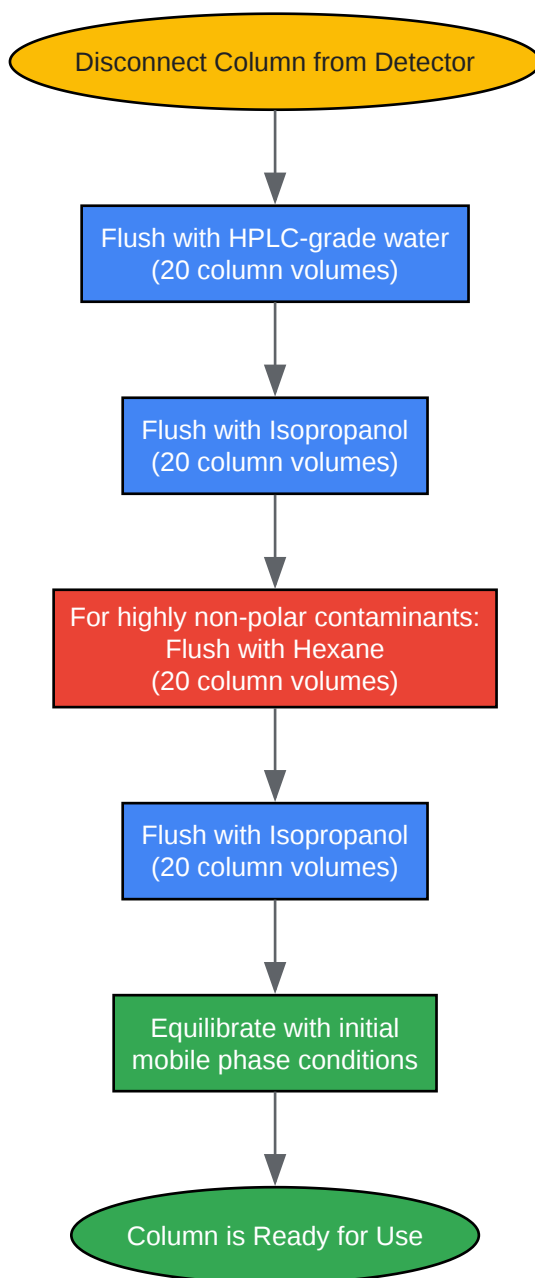 Disconnect Column from Detector
Flush with HPLC-grade water
(20 column volumes)
Flush with Isopropanol
(20 column volumes)
For highly non-polar contaminants:
Flush with Hexane
(20 column volumes)
Flush with Isopropanol
(20 column volumes)
Equilibrate with initial
mobile phase conditions
Column is Ready for Use